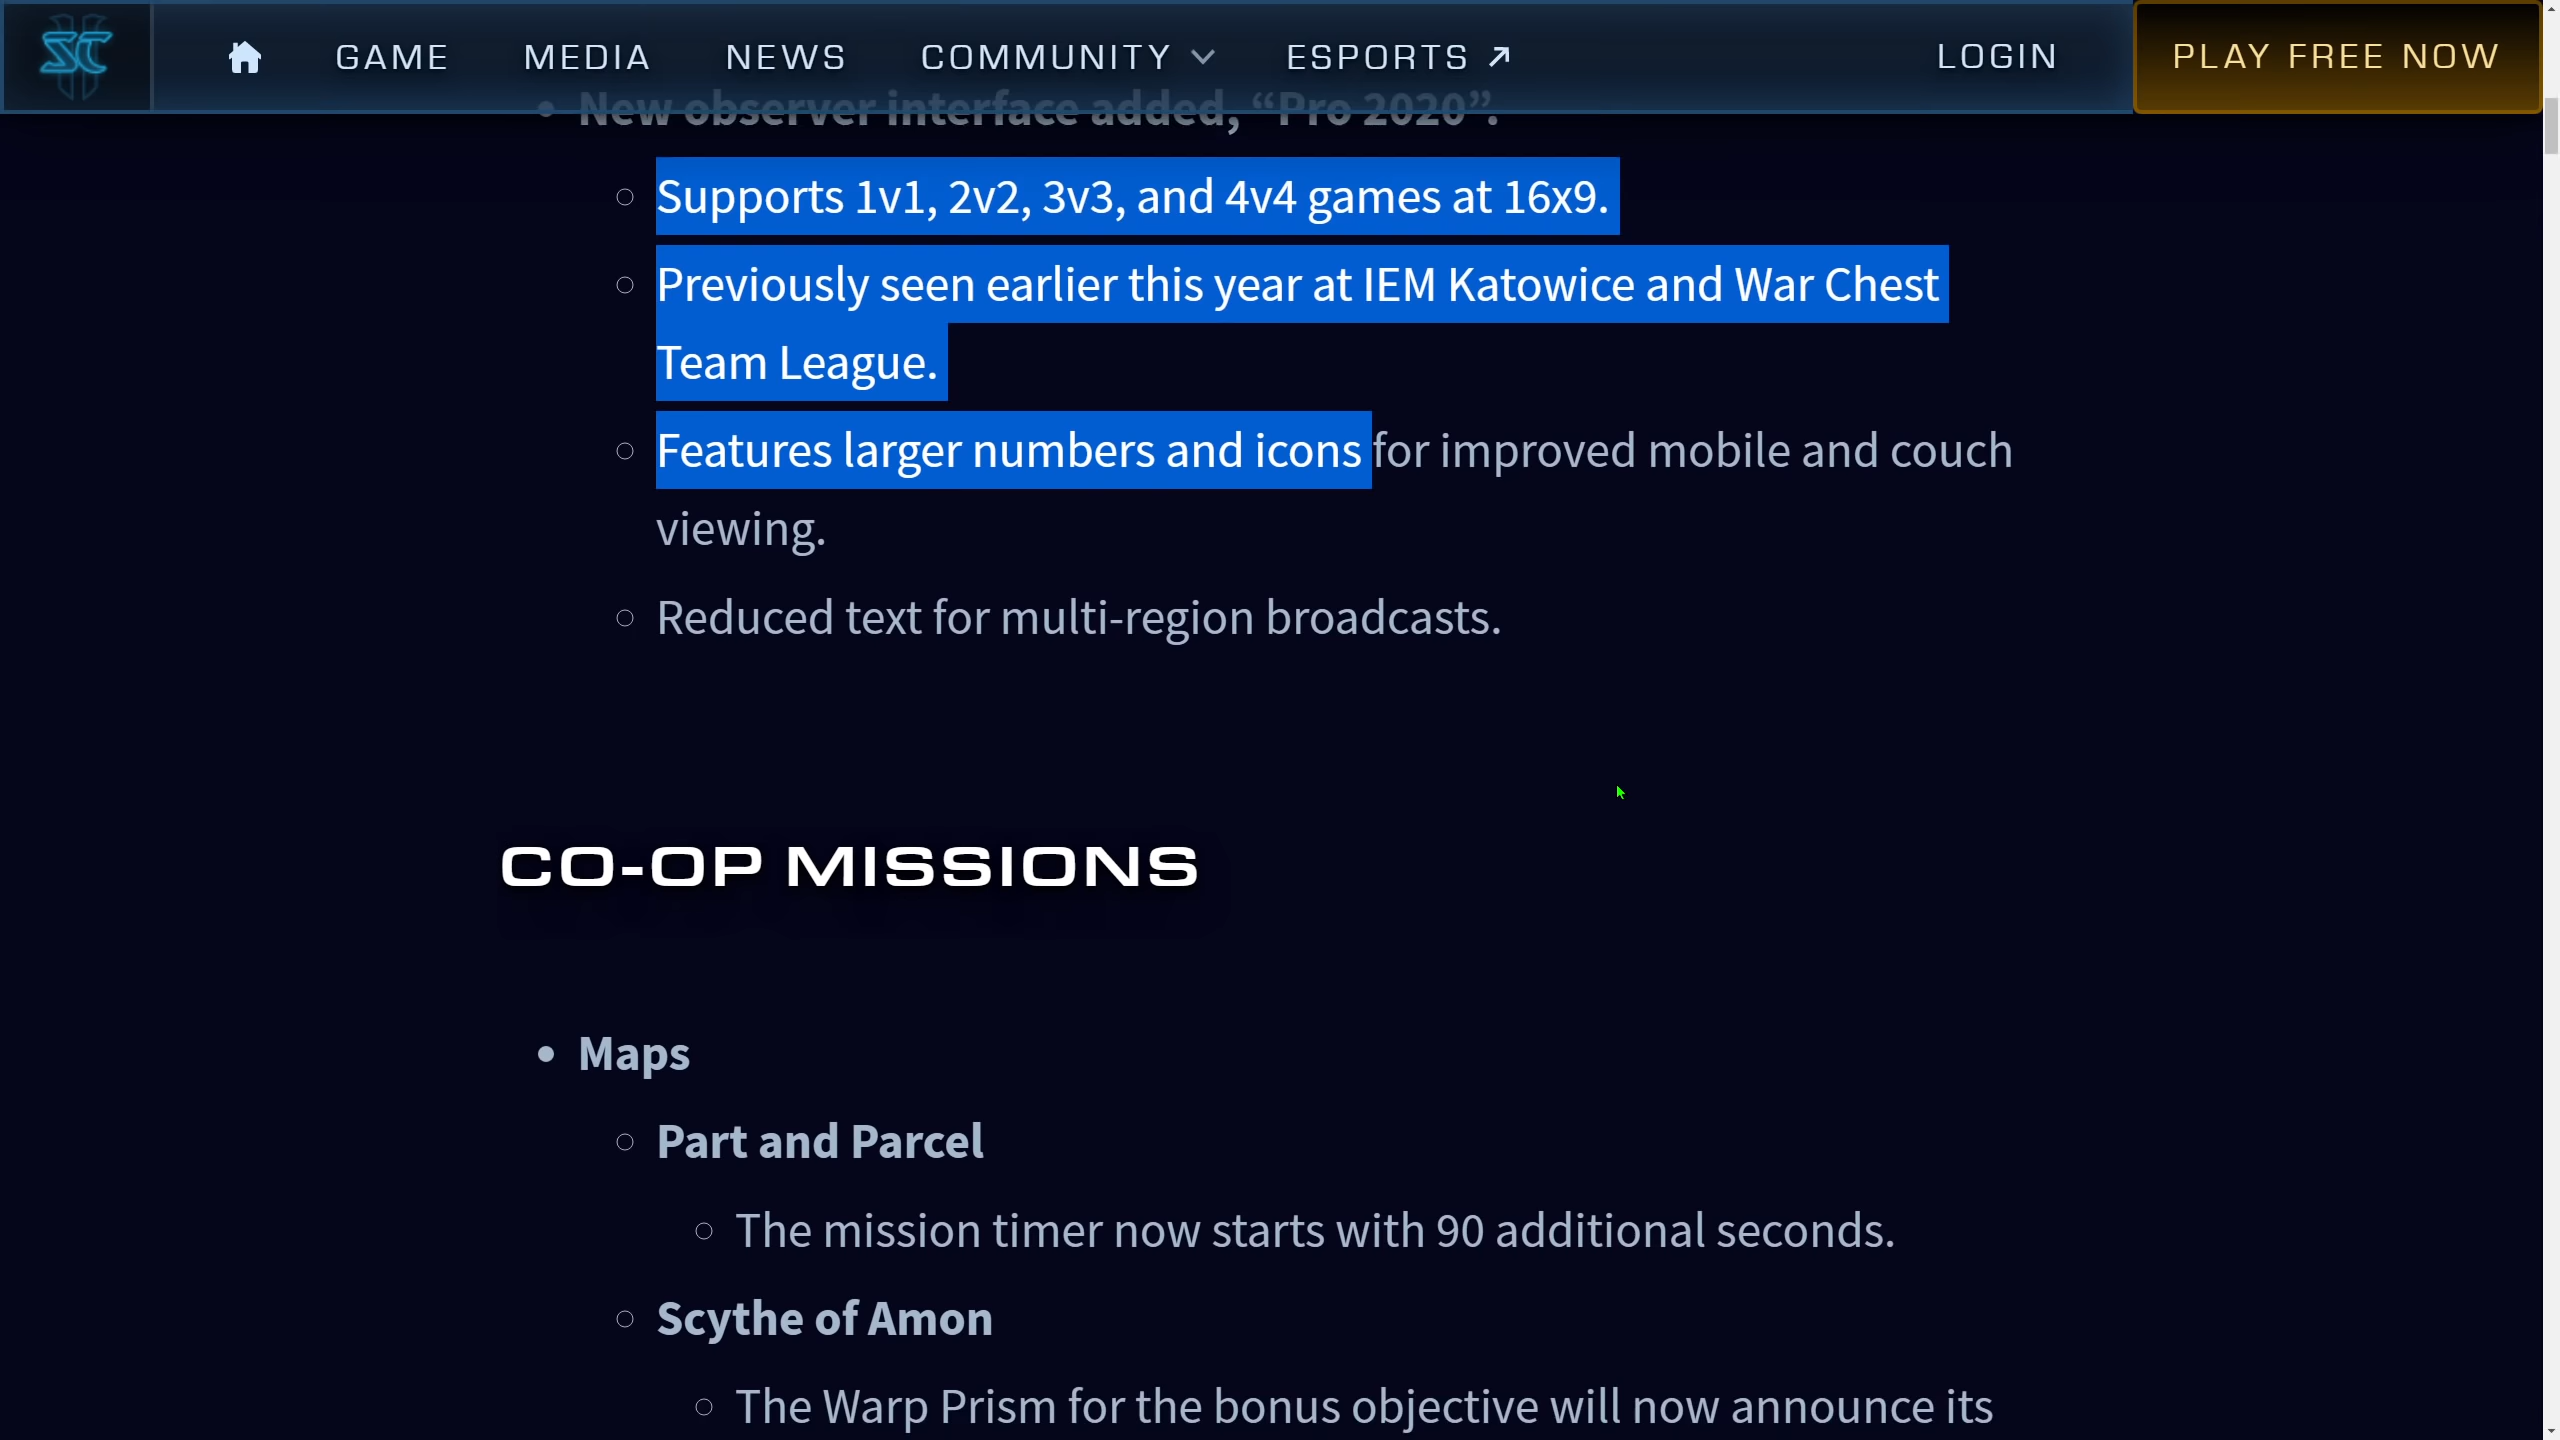 SC
GAME MEDIA NEWS COMMUNITY ESPORTS LOGIN PLAY FREE NOW
New observer interface added, “Pro 2020”.
Supports 1v1, 2v2, 3v3, and 4v4 games at 16x9.
Previously seen earlier this year at IEM Katowice and War Chest
Team League.
Features larger numbers and icons for improved mobile and couch
viewing.
Reduced text for multi-region broadcasts.
CO-OP MISSIONS
Maps
Part and Parcel
The mission timer now starts with 90 additional seconds.
Scythe of Amon
The Warp Prism for the bonus objective will now announce its